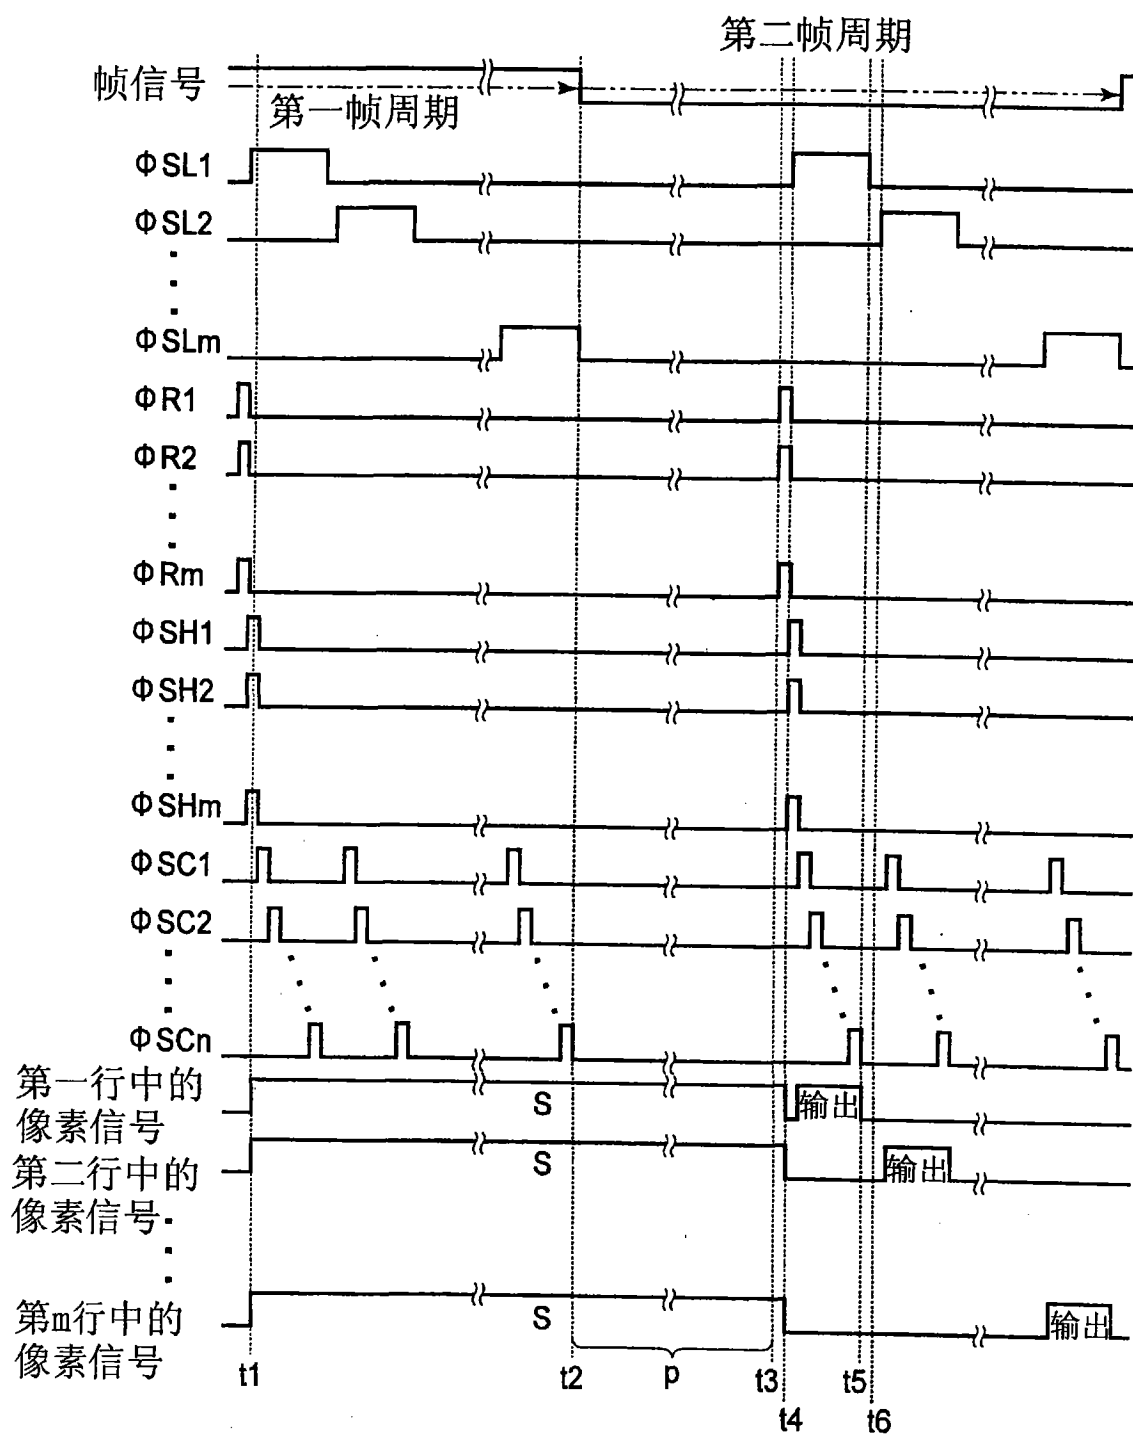 第二帧周期
帧信号
第一帧周期
ΦSL1
ΦSL2
ΦSLm
ΦR1
ΦR2
ΦRm
ΦSH1
ΦSH2
ΦSHm
ΦSC1
ΦSC2
ΦSCn
第一行中的
像素信号
S
输出
第二行中的
像素信号
S
输出
第m行中的
像素信号
S
输出
t1
t2
p
t3
t4
t5
t6